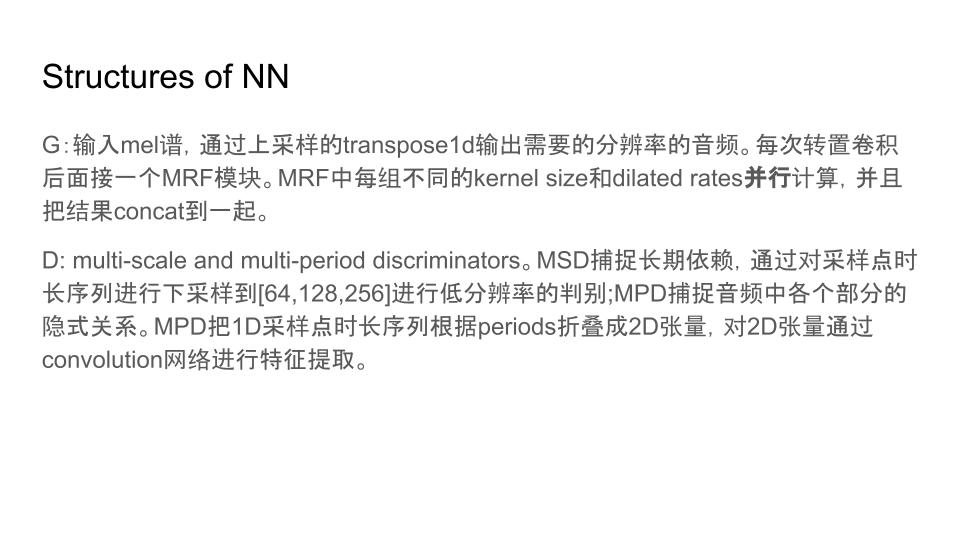 Structures of NN
G：输入mel谱，通过上采样的transpose1d输出需要的分辨率的音频。每次转置卷积
后面接一个MRF模块。MRF中每组不同的kernel size和dilated rates并行计算，并且
把结果concat到一起。
D: multi-scale and multi-period discriminators。MSD捕捉长期依赖，通过对采样点时
长序列进行下采样到[64,128,256]进行低分辨率的判别;MPD捕捉音频中各个部分的
隐式关系。MPD把1D采样点时长序列根据periods折叠成2D张量，对2D张量通过
convolution网络进行特征提取。